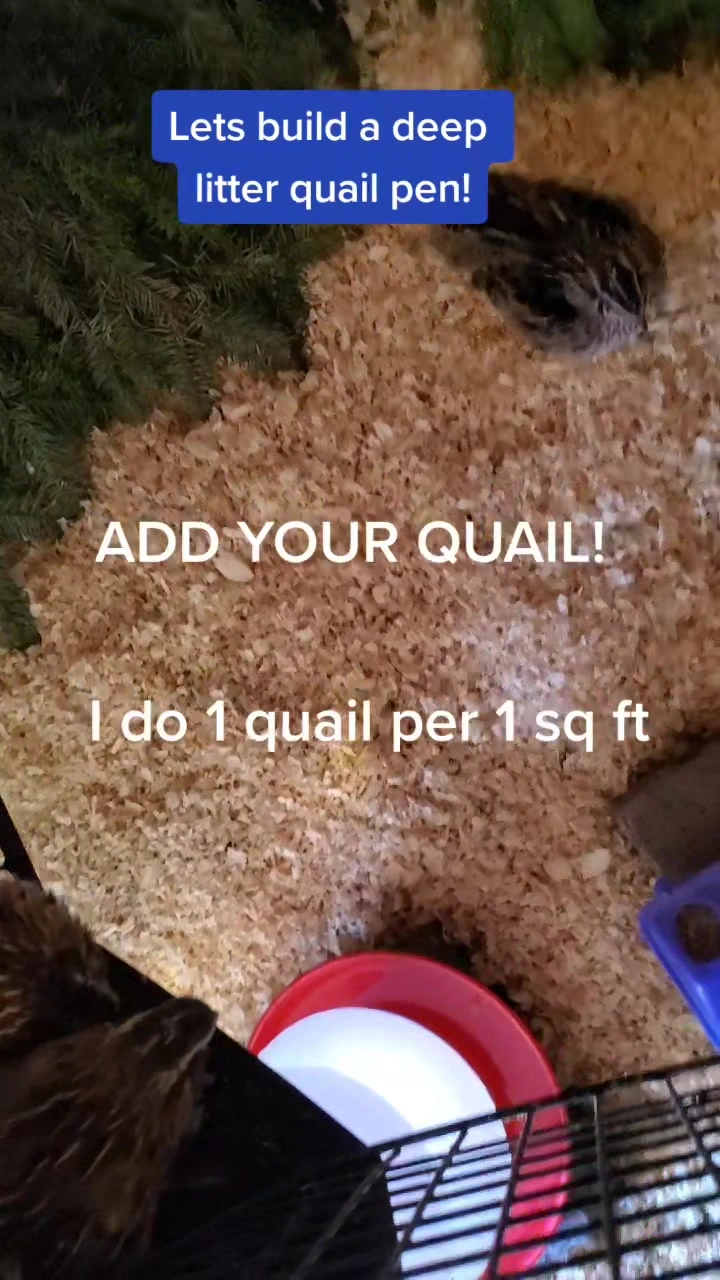 Lets build a deep
litter quail pen!
ADD YOUR QUAIL!
I do 1 quail per 1 sq ft